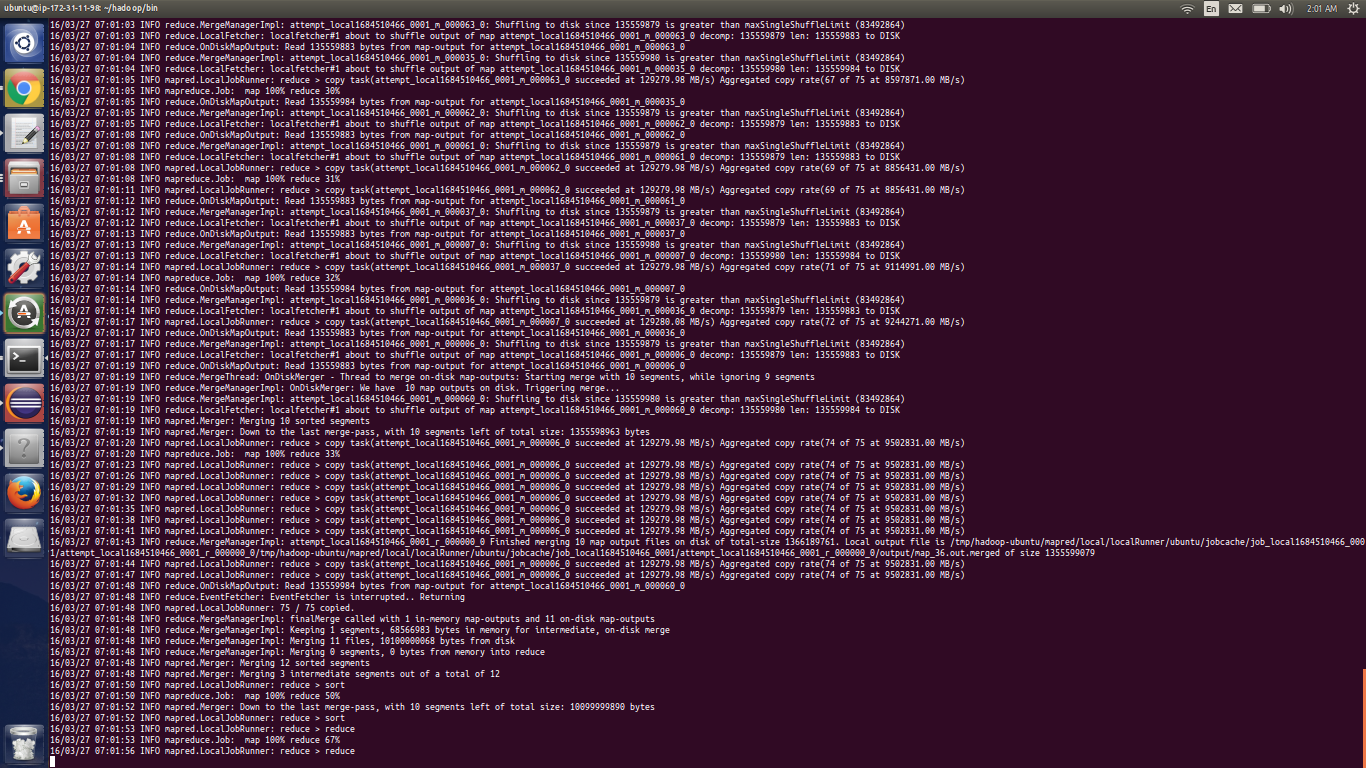 ubuntu@ip-172-31-11-98: ~/hadoop/bin
En
2:01 AM
16/03/27 07:01:03 INFO reduce.MergeManagerImpl: attempt_local1684510466_0001_m_000063_0: Shuffling to disk since 135559879 is greater than maxSingleShuffleLimit (83492864)
16/03/27 07:01:03 INFO reduce.LocalFetcher: localfetcher#1 about to shuffle output of map attempt_local1684510466_0001_m_000063_0 decomp: 135559879 len: 135559883 to DISK
16/03/27 07:01:04 INFO reduce.OnDiskMapOutput: Read 135559883 bytes from map-output for attempt_local1684510466_0001_m_000063_0
16/03/27 07:01:04 INFO reduce.MergeManagerImpl: attempt_local1684510466_0001_m_000035_0: Shuffling to disk since 135559980 is greater than maxSingleShuffleLimit (83492864)
16/03/27 07:01:04 INFO reduce.LocalFetcher: localfetcher#1 about to shuffle output of map attempt_local1684510466_0001_m_000035_0 decomp: 135559980 len: 135559984 to DISK
16/03/27 07:01:05 INFO mapred.LocalJobRunner: reduce > copy task(attempt_local1684510466_0001_m_000063_0 succeeded at 129279.98 MB/s) Aggregated copy rate(67 of 75 at 8597871.00 MB/s)
16/03/27 07:01:05 INFO mapreduce.Job:  map 100% reduce 30%
16/03/27 07:01:05 INFO reduce.OnDiskMapOutput: Read 135559984 bytes from map-output for attempt_local1684510466_0001_m_000035_0
16/03/27 07:01:05 INFO reduce.MergeManagerImpl: attempt_local1684510466_0001_m_000062_0: Shuffling to disk since 135559879 is greater than maxSingleShuffleLimit (83492864)
16/03/27 07:01:05 INFO reduce.LocalFetcher: localfetcher#1 about to shuffle output of map attempt_local1684510466_0001_m_000062_0 decomp: 135559879 len: 135559883 to DISK
16/03/27 07:01:08 INFO reduce.OnDiskMapOutput: Read 135559883 bytes from map-output for attempt_local1684510466_0001_m_000062_0
16/03/27 07:01:08 INFO reduce.MergeManagerImpl: attempt_local1684510466_0001_m_000061_0: Shuffling to disk since 135559879 is greater than maxSingleShuffleLimit (83492864)
16/03/27 07:01:08 INFO reduce.LocalFetcher: localfetcher#1 about to shuffle output of map attempt_local1684510466_0001_m_000061_0 decomp: 135559879 len: 135559883 to DISK
16/03/27 07:01:08 INFO mapred.LocalJobRunner: reduce > copy task(attempt_local1684510466_0001_m_000062_0 succeeded at 129279.98 MB/s) Aggregated copy rate(69 of 75 at 8856431.00 MB/s)
16/03/27 07:01:08 INFO mapreduce.Job:  map 100% reduce 31%
16/03/27 07:01:11 INFO mapred.LocalJobRunner: reduce > copy task(attempt_local1684510466_0001_m_000062_0 succeeded at 129279.98 MB/s) Aggregated copy rate(69 of 75 at 8856431.00 MB/s)
16/03/27 07:01:12 INFO reduce.OnDiskMapOutput: Read 135559883 bytes from map-output for attempt_local1684510466_0001_m_000061_0
16/03/27 07:01:12 INFO reduce.MergeManagerImpl: attempt_local1684510466_0001_m_000037_0: Shuffling to disk since 135559879 is greater than maxSingleShuffleLimit (83492864)
16/03/27 07:01:12 INFO reduce.LocalFetcher: localfetcher#1 about to shuffle output of map attempt_local1684510466_0001_m_000037_0 decomp: 135559879 len: 135559883 to DISK
16/03/27 07:01:13 INFO reduce.OnDiskMapOutput: Read 135559883 bytes from map-output for attempt_local1684510466_0001_m_000037_0
16/03/27 07:01:13 INFO reduce.MergeManagerImpl: attempt_local1684510466_0001_m_000007_0: Shuffling to disk since 135559980 is greater than maxSingleShuffleLimit (83492864)
16/03/27 07:01:13 INFO reduce.LocalFetcher: localfetcher#1 about to shuffle output of map attempt_local1684510466_0001_m_000007_0 decomp: 135559980 len: 135559984 to DISK
16/03/27 07:01:14 INFO mapred.LocalJobRunner: reduce > copy task(attempt_local1684510466_0001_m_000037_0 succeeded at 129279.98 MB/s) Aggregated copy rate(71 of 75 at 9114991.00 MB/s)
16/03/27 07:01:14 INFO mapreduce.Job:  map 100% reduce 32%
16/03/27 07:01:14 INFO reduce.OnDiskMapOutput: Read 135559984 bytes from map-output for attempt_local1684510466_0001_m_000007_0
16/03/27 07:01:14 INFO reduce.MergeManagerImpl: attempt_local1684510466_0001_m_000036_0: Shuffling to disk since 135559879 is greater than maxSingleShuffleLimit (83492864)
16/03/27 07:01:14 INFO reduce.LocalFetcher: localfetcher#1 about to shuffle output of map attempt_local1684510466_0001_m_000036_0 decomp: 135559879 len: 135559883 to DISK
16/03/27 07:01:17 INFO mapred.LocalJobRunner: reduce > copy task(attempt_local1684510466_0001_m_000007_0 succeeded at 129280.08 MB/s) Aggregated copy rate(72 of 75 at 9244271.00 MB/s)
16/03/27 07:01:17 INFO reduce.OnDiskMapOutput: Read 135559883 bytes from map-output for attempt_local1684510466_0001_m_000036_0
16/03/27 07:01:17 INFO reduce.MergeManagerImpl: attempt_local1684510466_0001_m_000006_0: Shuffling to disk since 135559879 is greater than maxSingleShuffleLimit (83492864)
16/03/27 07:01:17 INFO reduce.LocalFetcher: localfetcher#1 about to shuffle output of map attempt_local1684510466_0001_m_000006_0 decomp: 135559879 len: 135559883 to DISK
16/03/27 07:01:19 INFO reduce.OnDiskMapOutput: Read 135559883 bytes from map-output for attempt_local1684510466_0001_m_000006_0
16/03/27 07:01:19 INFO reduce.MergeThread: OnDiskMerger - Thread to merge on-disk map-outputs: Starting merge with 10 segments, while ignoring 9 segments
16/03/27 07:01:19 INFO reduce.MergeManagerImpl: OnDiskMerger: We have  10 map outputs on disk. Triggering merge...
16/03/27 07:01:19 INFO reduce.MergeManagerImpl: attempt_local1684510466_0001_m_000060_0: Shuffling to disk since 135559980 is greater than maxSingleShuffleLimit (83492864)
16/03/27 07:01:19 INFO reduce.LocalFetcher: localfetcher#1 about to shuffle output of map attempt_local1684510466_0001_m_000060_0 decomp: 135559980 len: 135559984 to DISK
16/03/27 07:01:19 INFO mapred.Merger: Merging 10 sorted segments
16/03/27 07:01:19 INFO mapred.Merger: Down to the last merge-pass, with 10 segments left of total size: 1355598963 bytes
16/03/27 07:01:20 INFO mapred.LocalJobRunner: reduce > copy task(attempt_local1684510466_0001_m_000006_0 succeeded at 129279.98 MB/s) Aggregated copy rate(74 of 75 at 9502831.00 MB/s)
16/03/27 07:01:20 INFO mapreduce.Job:  map 100% reduce 33%
16/03/27 07:01:23 INFO mapred.LocalJobRunner: reduce > copy task(attempt_local1684510466_0001_m_000006_0 succeeded at 129279.98 MB/s) Aggregated copy rate(74 of 75 at 9502831.00 MB/s)
16/03/27 07:01:26 INFO mapred.LocalJobRunner: reduce > copy task(attempt_local1684510466_0001_m_000006_0 succeeded at 129279.98 MB/s) Aggregated copy rate(74 of 75 at 9502831.00 MB/s)
16/03/27 07:01:29 INFO mapred.LocalJobRunner: reduce > copy task(attempt_local1684510466_0001_m_000006_0 succeeded at 129279.98 MB/s) Aggregated copy rate(74 of 75 at 9502831.00 MB/s)
16/03/27 07:01:32 INFO mapred.LocalJobRunner: reduce > copy task(attempt_local1684510466_0001_m_000006_0 succeeded at 129279.98 MB/s) Aggregated copy rate(74 of 75 at 9502831.00 MB/s)
16/03/27 07:01:35 INFO mapred.LocalJobRunner: reduce > copy task(attempt_local1684510466_0001_m_000006_0 succeeded at 129279.98 MB/s) Aggregated copy rate(74 of 75 at 9502831.00 MB/s)
16/03/27 07:01:38 INFO mapred.LocalJobRunner: reduce > copy task(attempt_local1684510466_0001_m_000006_0 succeeded at 129279.98 MB/s) Aggregated copy rate(74 of 75 at 9502831.00 MB/s)
16/03/27 07:01:41 INFO mapred.LocalJobRunner: reduce > copy task(attempt_local1684510466_0001_m_000006_0 succeeded at 129279.98 MB/s) Aggregated copy rate(74 of 75 at 9502831.00 MB/s)
16/03/27 07:01:43 INFO reduce.MergeManagerImpl: attempt_local1684510466_0001_r_000000_0 Finished merging 10 map output files on disk of total-size 1366189761. Local output file is /tmp/hadoop-ubuntu/mapred/local/localRunner/ubuntu/jobcache/job_local1684510466_000
1/attempt_local1684510466_0001_r_000000_0/tmp/hadoop-ubuntu/mapred/local/localRunner/ubuntu/jobcache/job_local1684510466_0001/attempt_local1684510466_0001_r_000000_0/output/map_36.out.merged of size 1355599079
16/03/27 07:01:44 INFO mapred.LocalJobRunner: reduce > copy task(attempt_local1684510466_0001_m_000006_0 succeeded at 129279.98 MB/s) Aggregated copy rate(74 of 75 at 9502831.00 MB/s)
16/03/27 07:01:47 INFO mapred.LocalJobRunner: reduce > copy task(attempt_local1684510466_0001_m_000006_0 succeeded at 129279.98 MB/s) Aggregated copy rate(74 of 75 at 9502831.00 MB/s)
16/03/27 07:01:48 INFO reduce.OnDiskMapOutput: Read 135559984 bytes from map-output for attempt_local1684510466_0001_m_000060_0
16/03/27 07:01:48 INFO reduce.EventFetcher: EventFetcher is interrupted.. Returning
16/03/27 07:01:48 INFO mapred.LocalJobRunner: 75 / 75 copied.
16/03/27 07:01:48 INFO reduce.MergeManagerImpl: finalMerge called with 1 in-memory map-outputs and 11 on-disk map-outputs
16/03/27 07:01:48 INFO reduce.MergeManagerImpl: Keeping 1 segments, 68566983 bytes in memory for intermediate, on-disk merge
16/03/27 07:01:48 INFO reduce.MergeManagerImpl: Merging 11 files, 10100000068 bytes from disk
16/03/27 07:01:48 INFO reduce.MergeManagerImpl: Merging 0 segments, 0 bytes from memory into reduce
16/03/27 07:01:48 INFO mapred.Merger: Merging 12 sorted segments
16/03/27 07:01:48 INFO mapred.Merger: Merging 3 intermediate segments out of a total of 12
16/03/27 07:01:50 INFO mapred.LocalJobRunner: reduce > sort
16/03/27 07:01:50 INFO mapreduce.Job:  map 100% reduce 50%
16/03/27 07:01:52 INFO mapred.Merger: Down to the last merge-pass, with 10 segments left of total size: 10099999890 bytes
16/03/27 07:01:52 INFO mapred.LocalJobRunner: reduce > sort
16/03/27 07:01:53 INFO mapred.LocalJobRunner: reduce > reduce
16/03/27 07:01:53 INFO mapreduce.Job:  map 100% reduce 67%
16/03/27 07:01:56 INFO mapred.LocalJobRunner: reduce > reduce